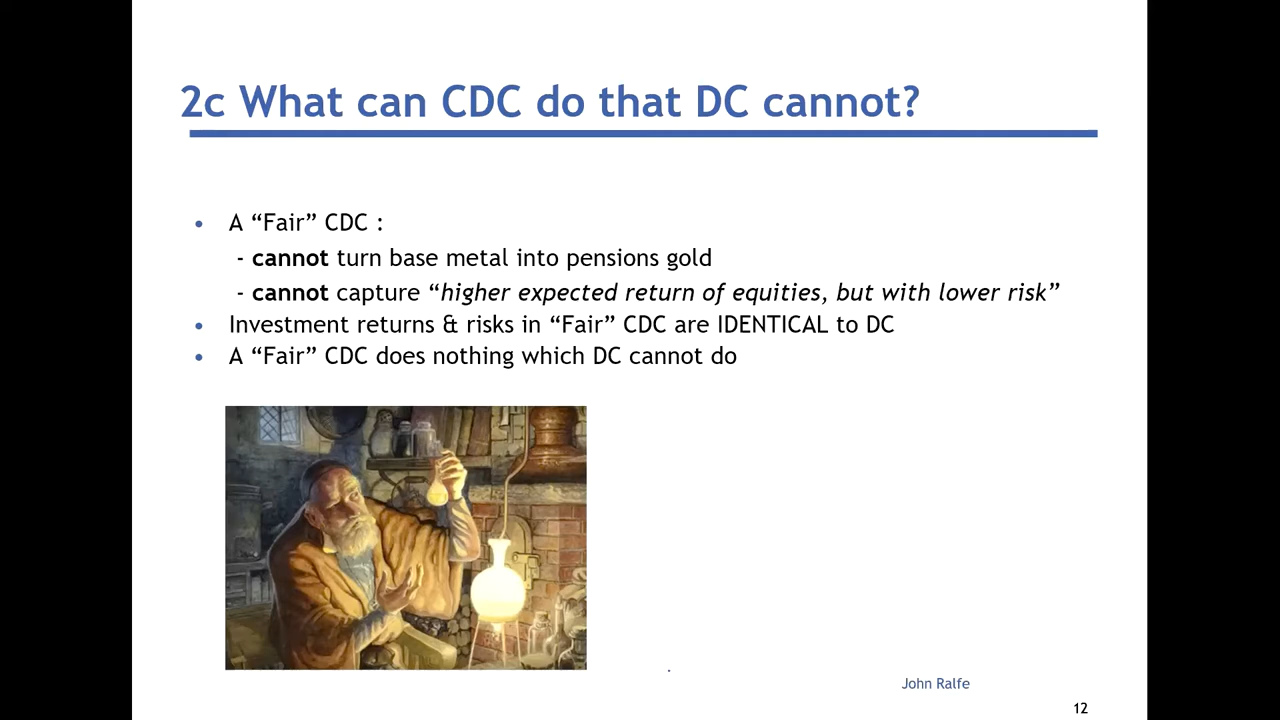 2c What can CDC do that DC cannot?
• A “Fair” CDC :
- cannot turn base metal into pensions gold
- cannot capture “higher expected return of equities, but with lower risk”
• Investment returns & risks in “Fair” CDC are IDENTICAL to DC
• A “Fair” CDC does nothing which DC cannot do
.
John Ralfe
12